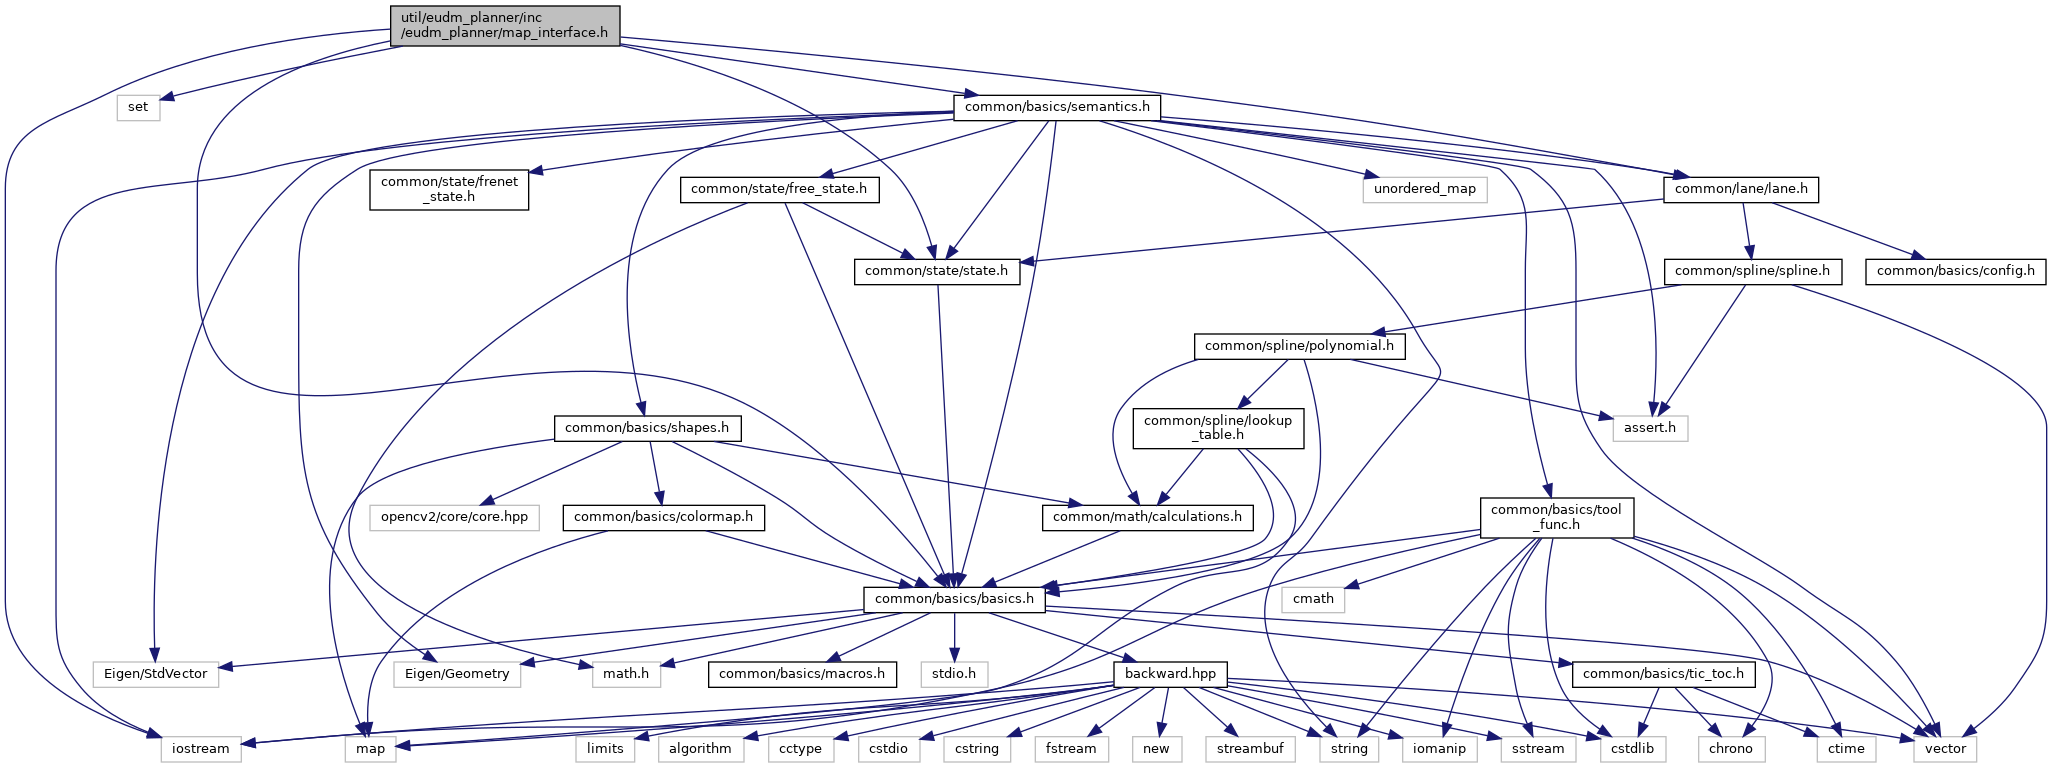 util/eudm_planner/inc
/eudm_planner/map_interface.h
set
common/basics/semantics.h
common/state/frenet
_state.h
common/state/free_state.h
unordered_map
common/lane/lane.h
common/state/state.h
common/spline/spline.h
common/basics/config.h
common/spline/polynomial.h
common/basics/shapes.h
common/spline/lookup
_table.h
assert.h
opencv2/core/core.hpp
common/basics/colormap.h
common/math/calculations.h
common/basics/tool
_func.h
common/basics/basics.h
cmath
Eigen/StdVector
Eigen/Geometry
math.h
common/basics/macros.h
stdio.h
backward.hpp
common/basics/tic_toc.h
iostream
map
limits
algorithm
cctype
cstdio
cstring
fstream
new
streambuf
string
iomanip
sstream
cstdlib
chrono
ctime
vector